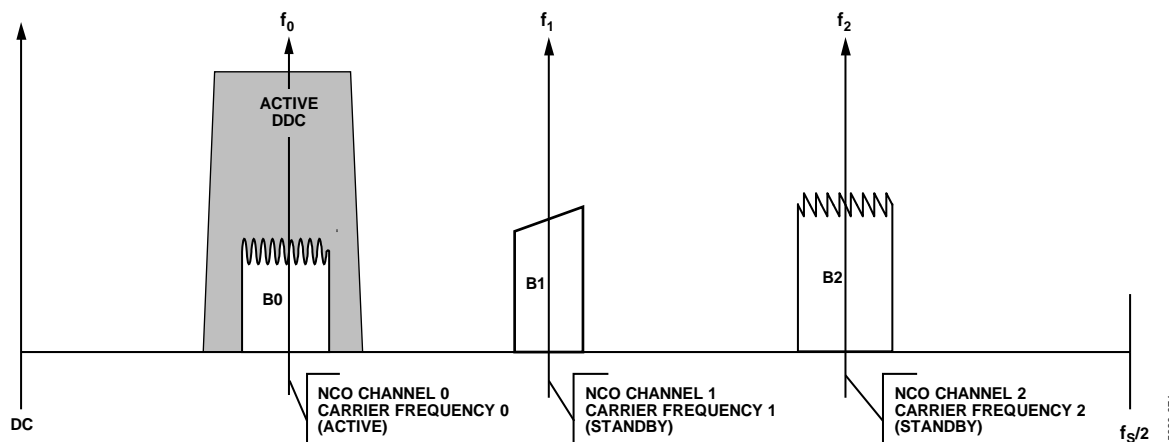 f0
f1
f2
ACTIVE
DDC
B0
B1
B2
NCO CHANNEL 0
CARRIER FREQUENCY 0
(ACTIVE)
NCO CHANNEL 1
CARRIER FREQUENCY 1
(STANDBY)
NCO CHANNEL 2
CARRIER FREQUENCY 2
(STANDBY)
DC
fS/2